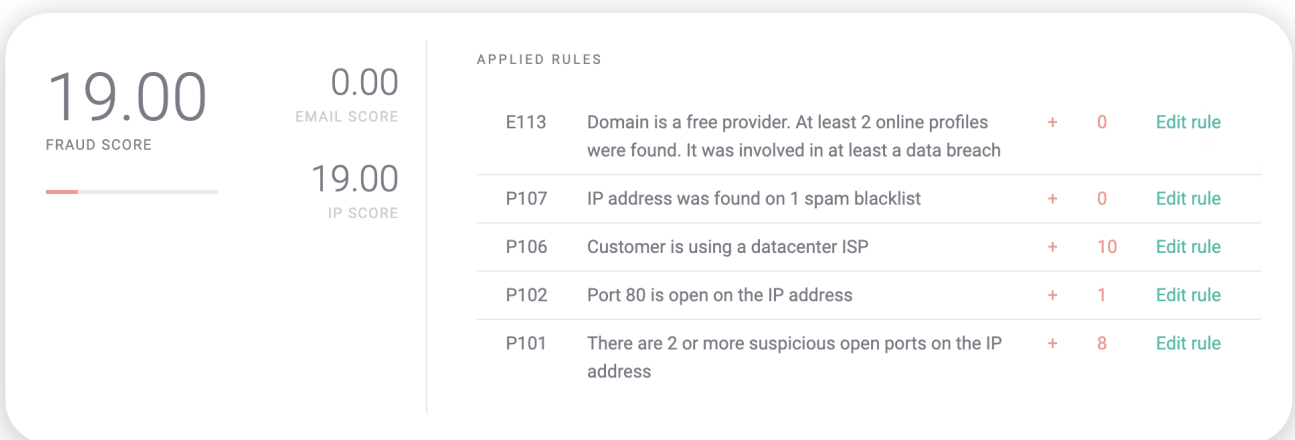 19.00
FRAUD SCORE
0.00
EMAIL SCORE
19.00
IP SCORE
APPLIED RULES
E113 Domain is a free provider. At least 2 online profiles + 0 Edit rule
were found. It was involved in at least a data breach
P107 IP address was found on 1 spam blacklist + 0 Edit rule
P106 Customer is using a datacenter ISP + 10 Edit rule
P102 Port 80 is open on the IP address + 1 Edit rule
P101 There are 2 or more suspicious open ports on the IP + 8 Edit rule
address